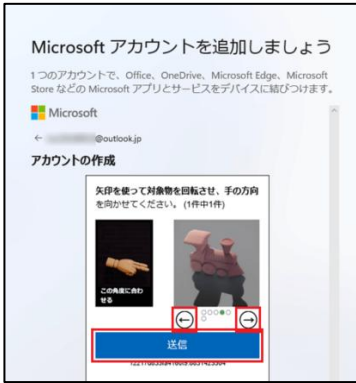 Microsoft アカウントを追加しましょう
1 つのアカウントで、Office、OneDrive、Microsoft Edge、Microsoft
Store などの Microsoft アプリとサービスをデバイスに結びつけます。
Microsoft
@outlook.jp
アカウントの作成
矢印を使って対象物を回転させ、手の方向
を向かせてください。(1件中1件)
この角度に合わ
せる
送信